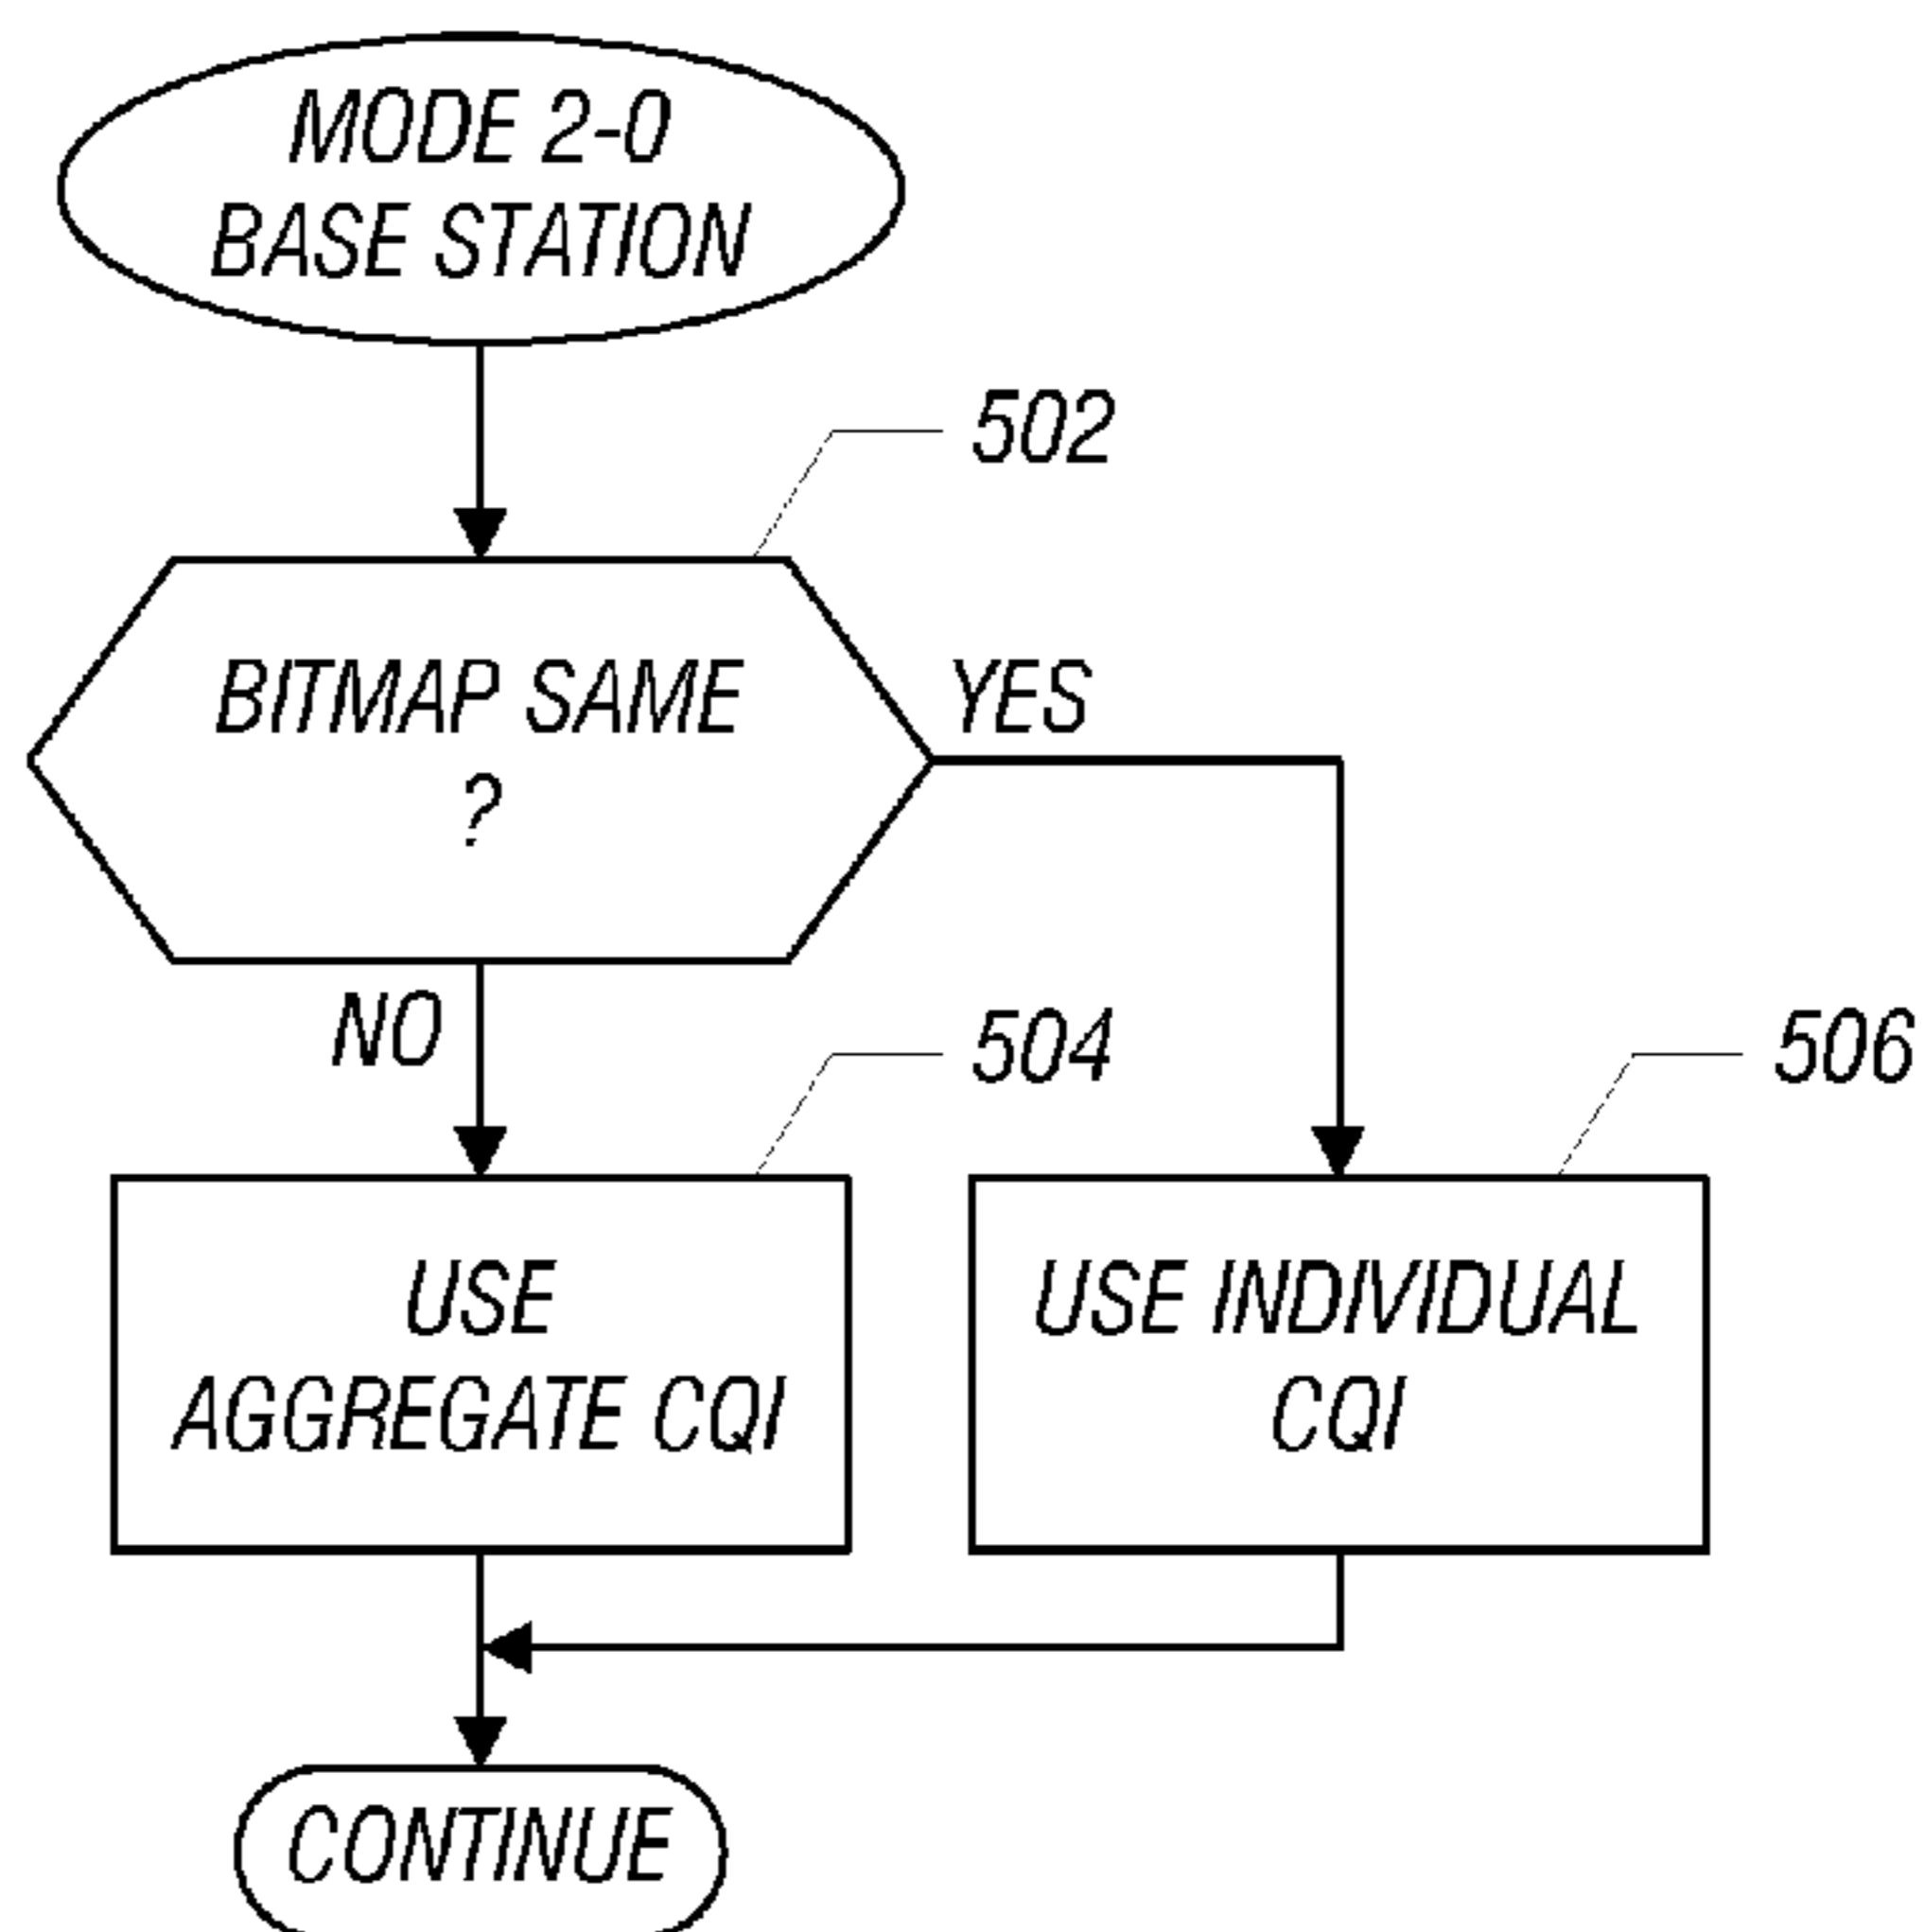 MODE 2-0
BASE STATION
502
BITMAP SAME
?
YES
NO
504
506
USE
AGGREGATE CQI
USE INDIVIDUAL
CQI
CONTINUE